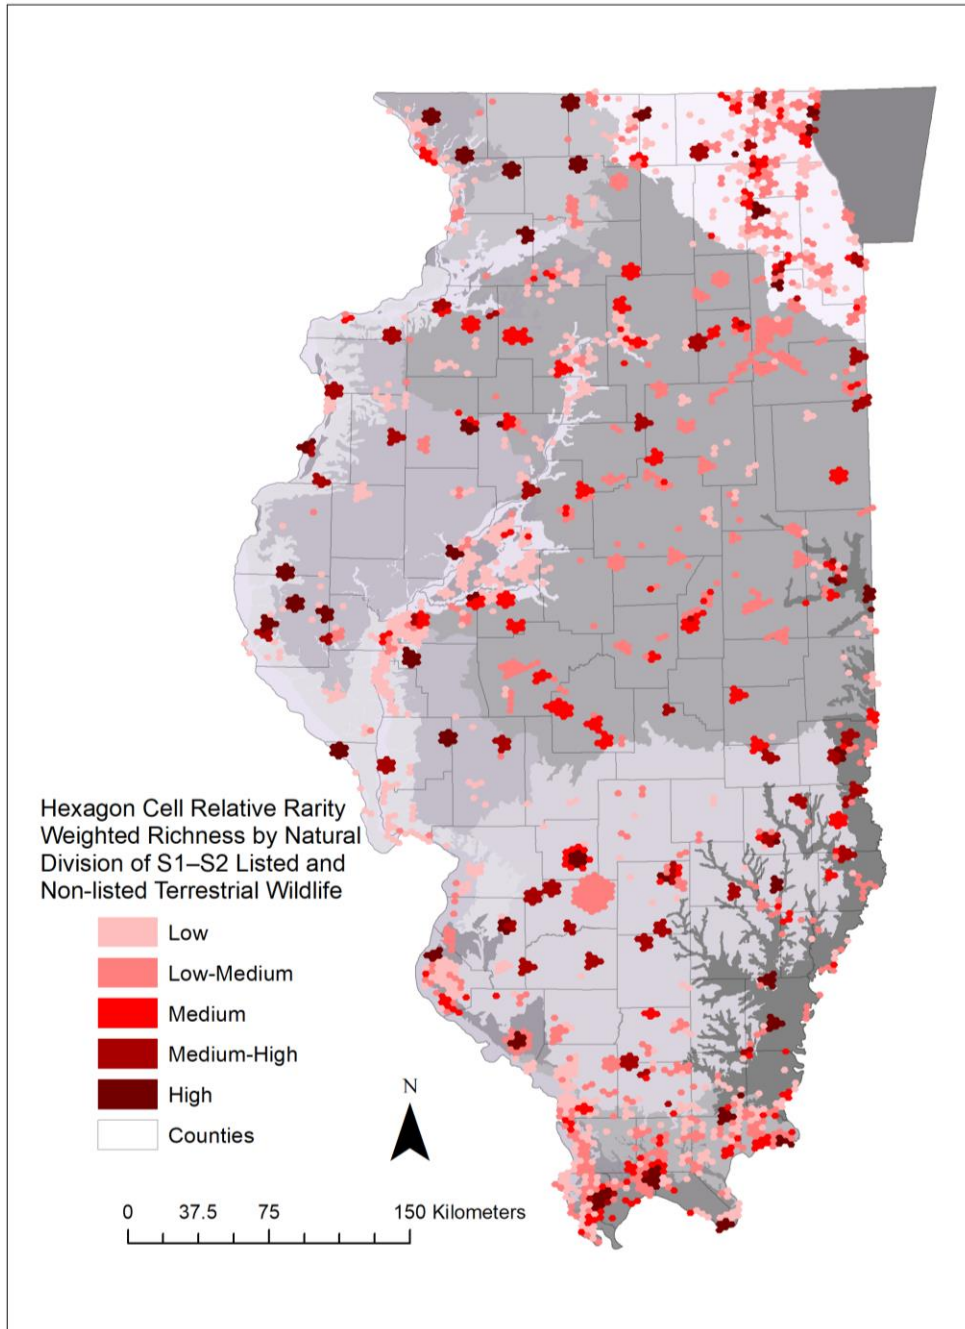 Hexagon Cell Relative Rarity
Weighted Richness by Natural
Division of S1–S2 Listed and
Non-listed Terrestrial Wildlife
Low
Low-Medium
Medium
Medium-High
High
Counties
N
0 37.5 75 150 Kilometers